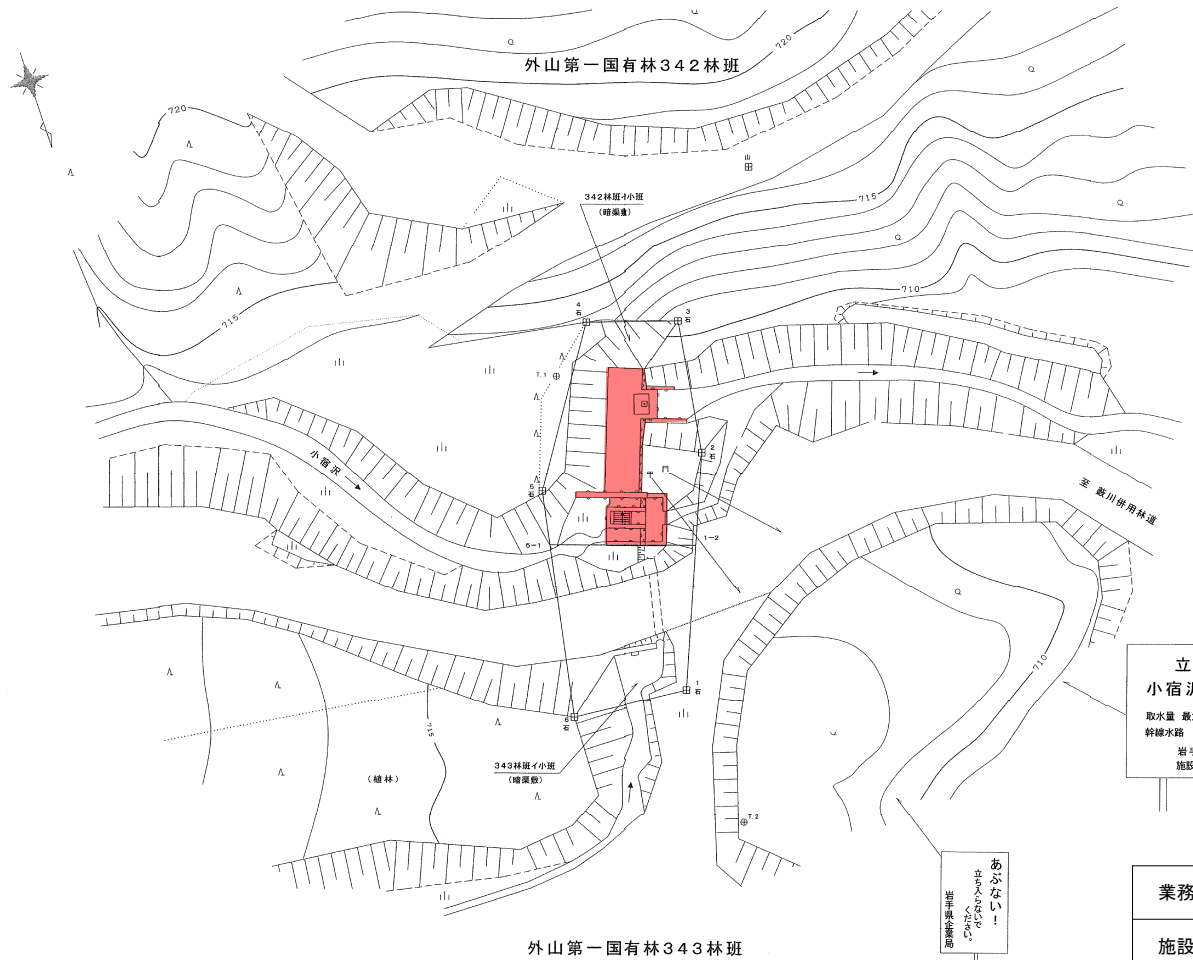 外山第一国有林342林班
720
720
山
342林班イ小班
(暗渠敷)
715
710
715
4
石
3
石
T.1
2
石
小宿沢
5
石
門
5-1
1-2
至 薮川併用林道
710
1
石
6
石
715
343林班イ小班
(暗渠敷)
(植林)
T.2
立
小宿沢
取水量 最
幹線水路
岩手
施設
あぶない!
立ち入らないで
ください。
岩手県企業局
業務
施設
外山第一国有林343林班